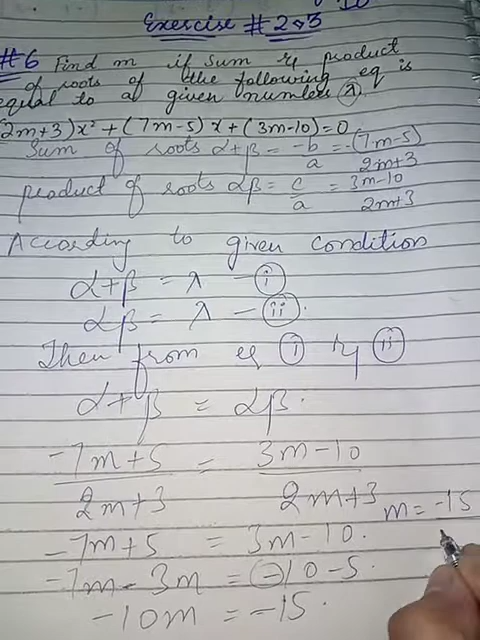 Exercise # 2.3
#6 Find m if sum & product
of roots of the following eq is
equal to a given number λ.
(2m+3)x² + (7m-5)x + (3m-10) = 0
Sum of roots α+β = -b/a = -(7m-5)/2m+3
product of roots αβ = c/a = 3m-10/2m+3
According to given condition
α+β = λ - i
αβ = λ - ii.
Then from eq i & ii
α+β = αβ.
-7m+5/2m+3 = 3m-10/2m+3
m = -15
-7m+5 = 3m-10.
-7m-3m = -10-5.
-10m = -15.